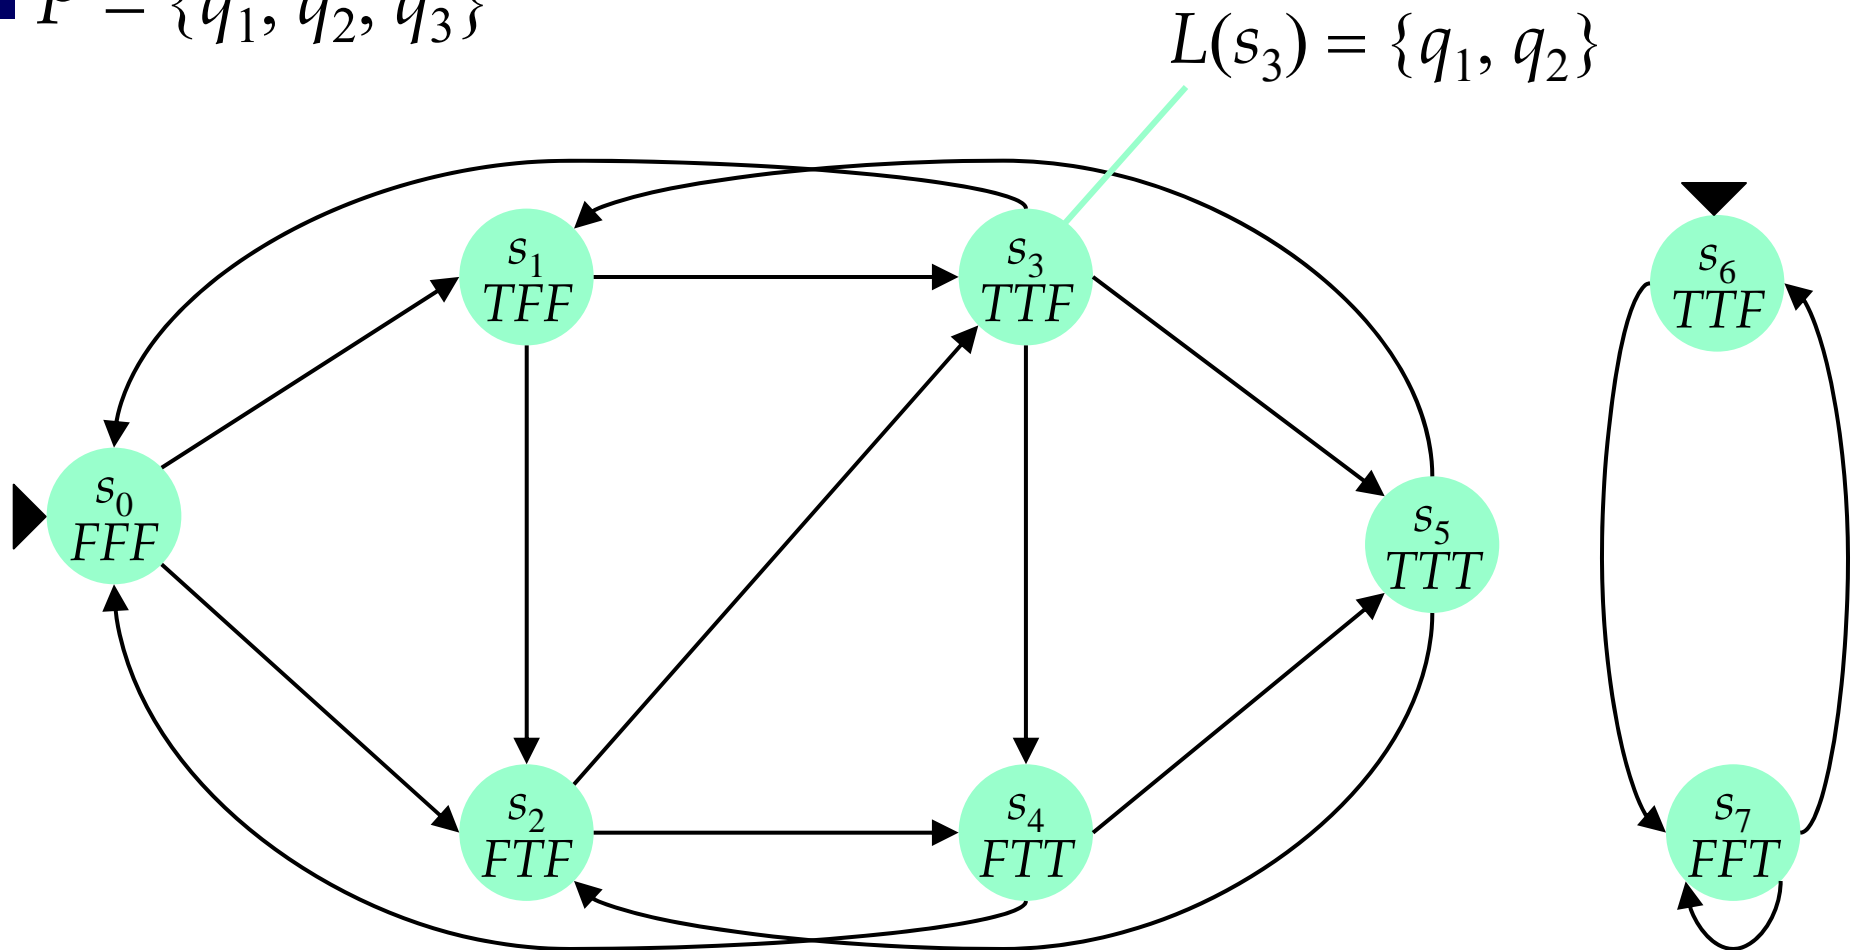 P = {q₁, q₂, q₃}
L(s₃) = {q₁, q₂}
s₁
TFF
s₃
TTF
s₆
TTF
s₀
FFF
s₅
TTT
s₂
FTF
s₄
FTT
s₇
FFT